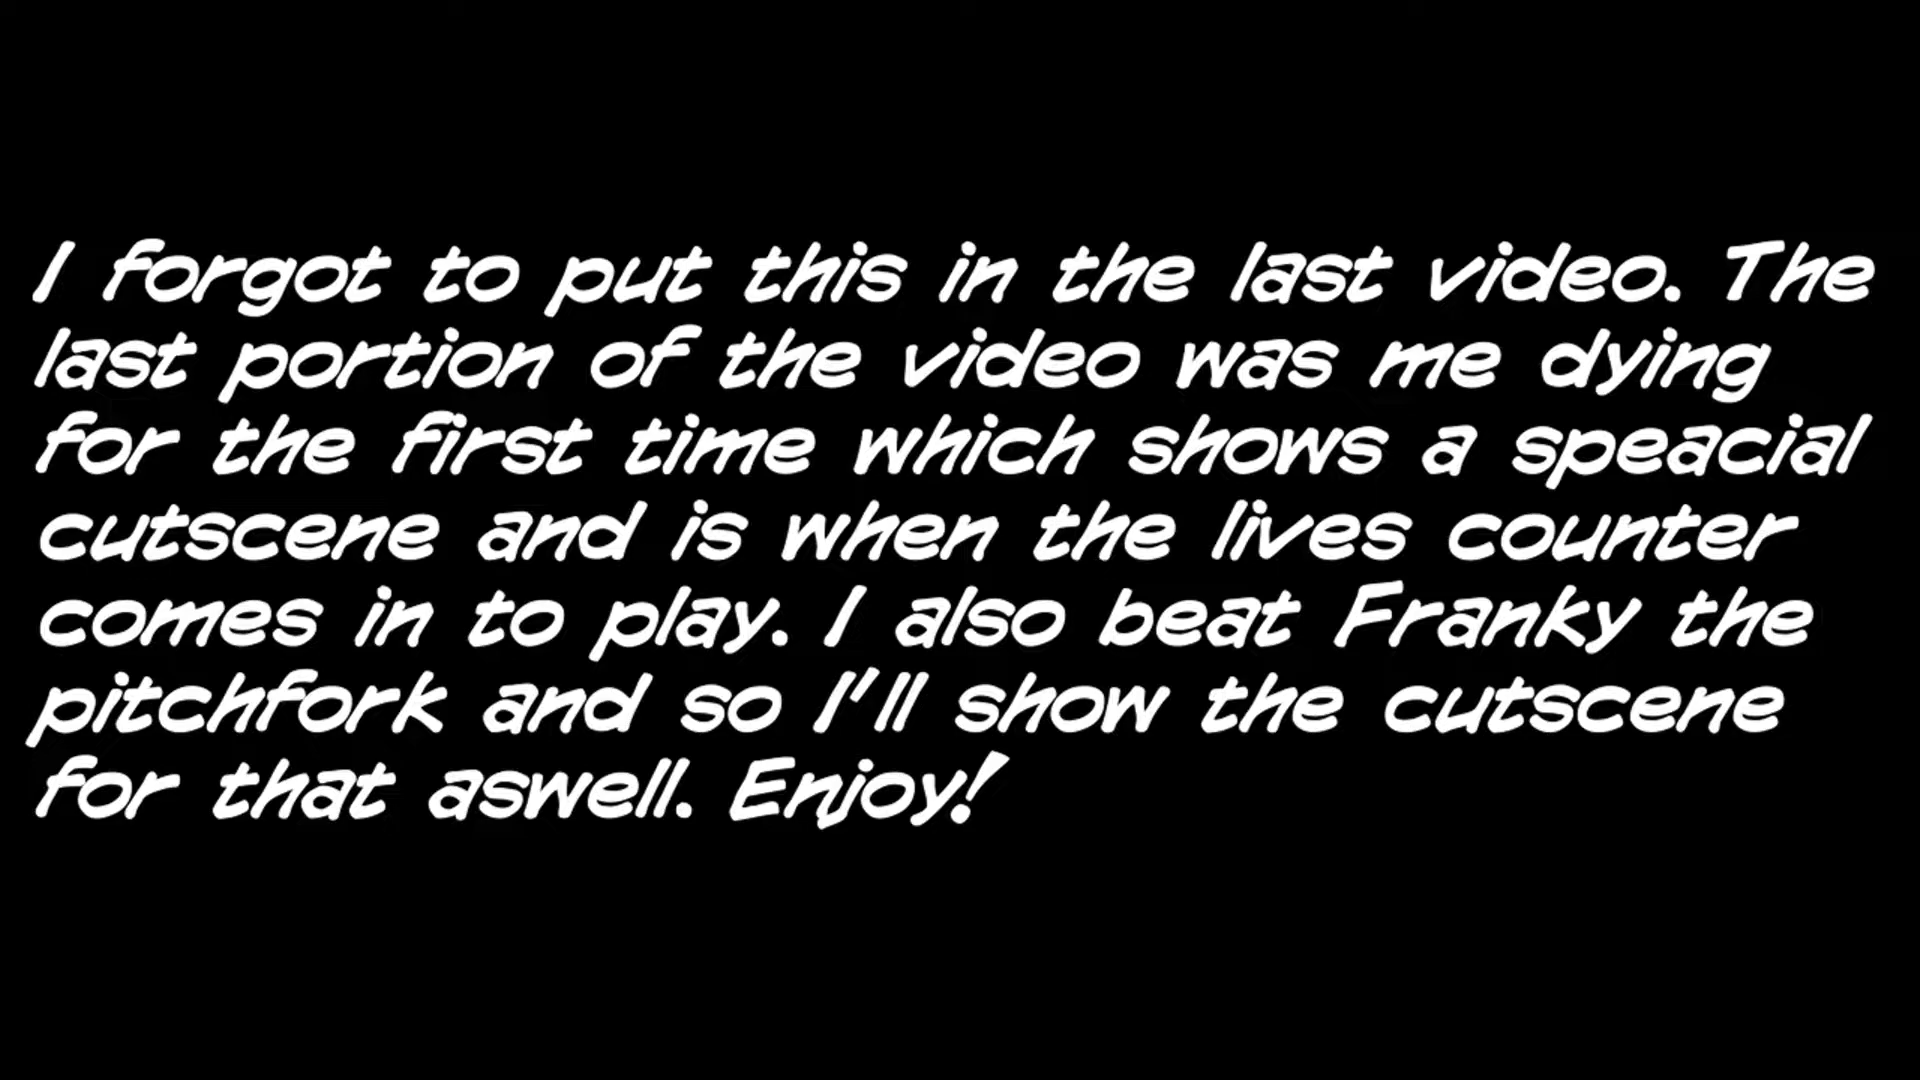 I forgot to put this in the last video. The
last portion of the video was me dying
for the first time which shows a speacial
cutscene and is when the lives counter
comes in to play. I also beat Franky the
pitchfork and so I'll show the cutscene
for that aswell. Enjoy!